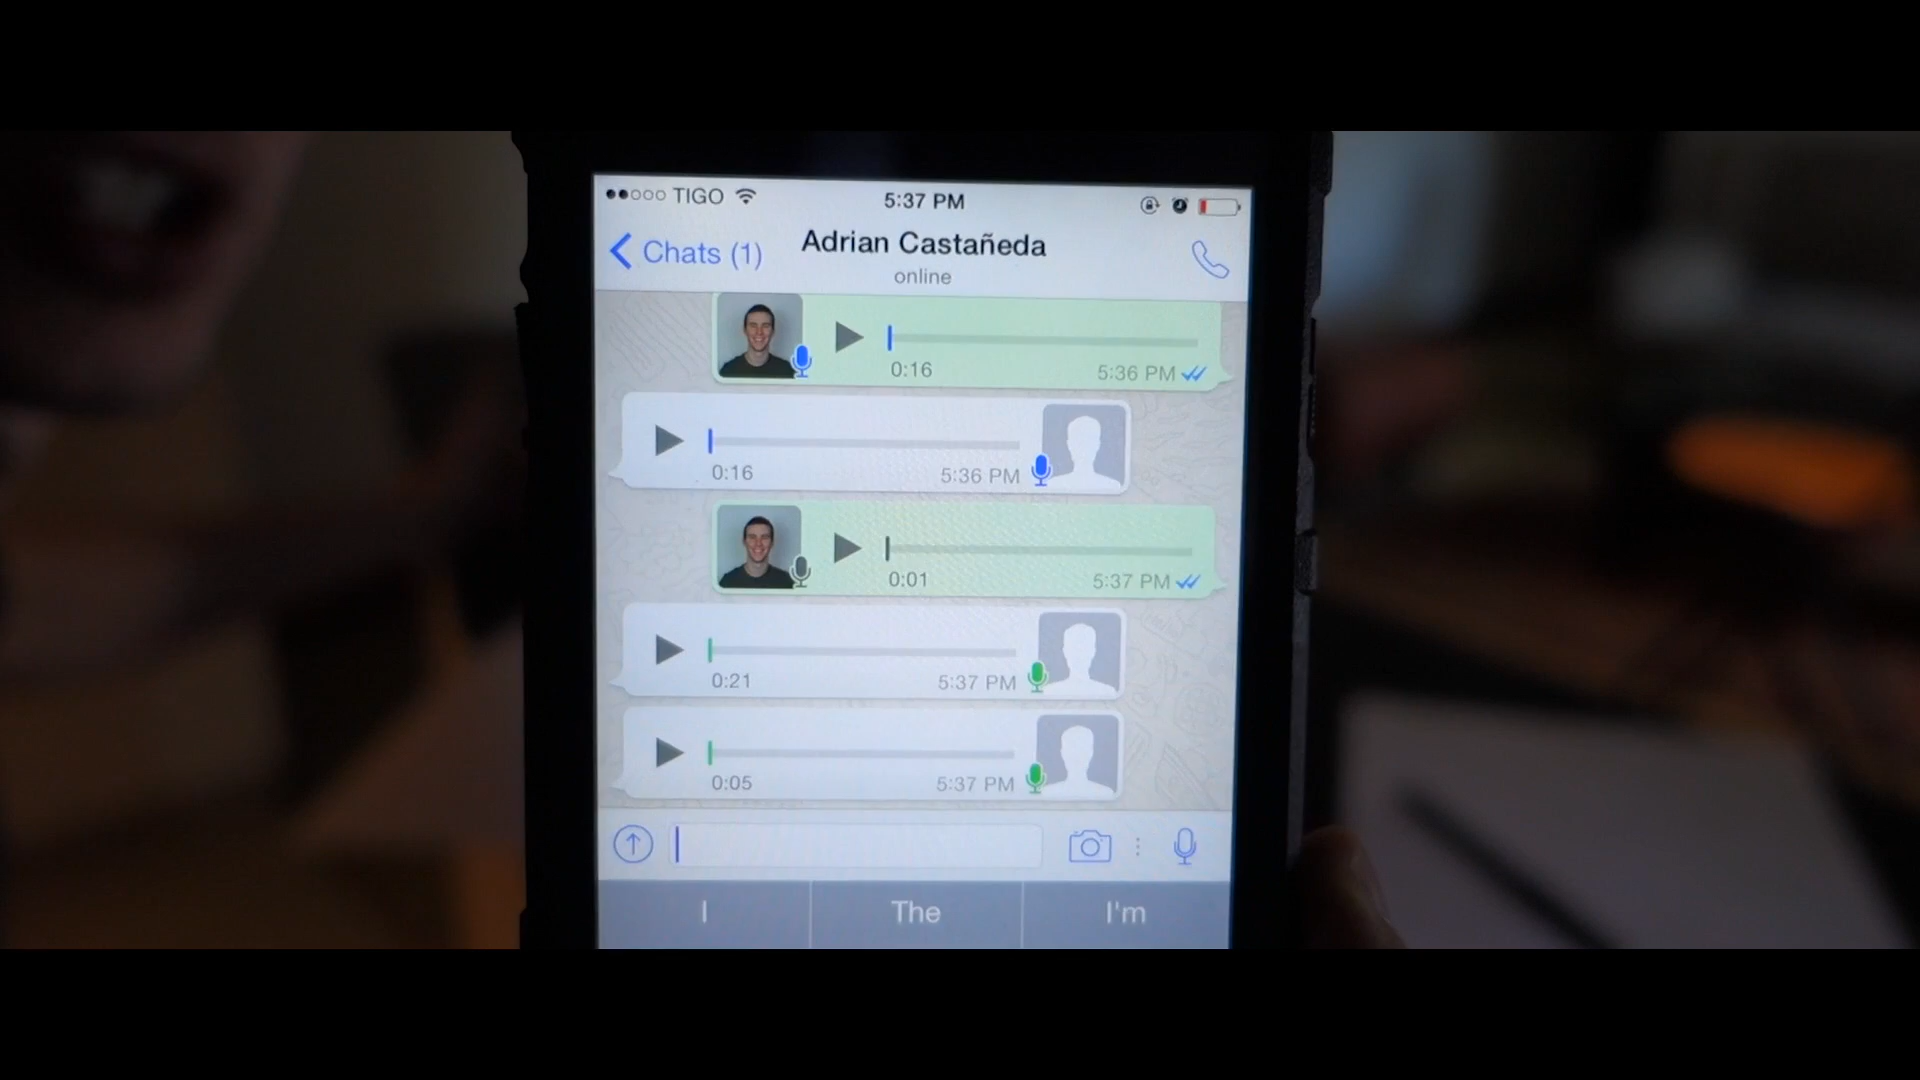 TIGO 5:37 PM
Chats (1) Adrian Castañeda
online
0:16 5:36 PM
0:16 5:36 PM
0:01 5:37 PM
0:21 5:37 PM
0:05 5:37 PM
I The I'm